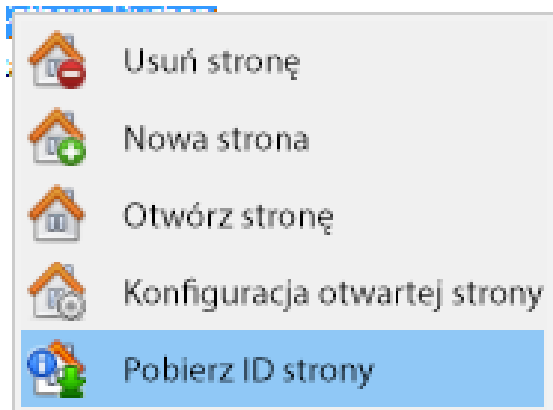 Usuń stronę
Nowa strona
Otwórz stronę
Konfiguracja otwartej strony
Pobierz ID strony